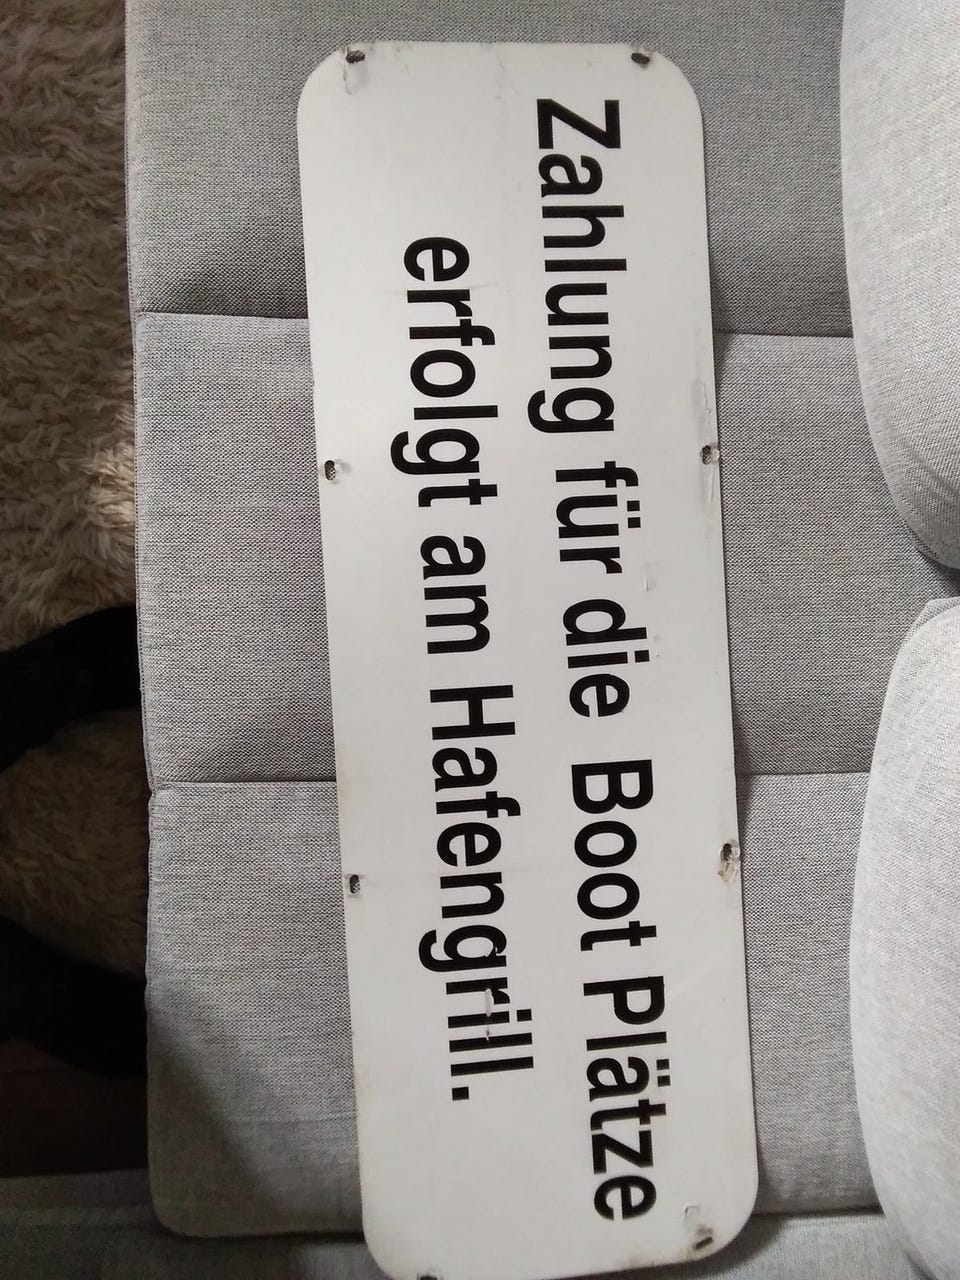 Zahlung für die Boot Plätze
erfolgt am Hafengrill.